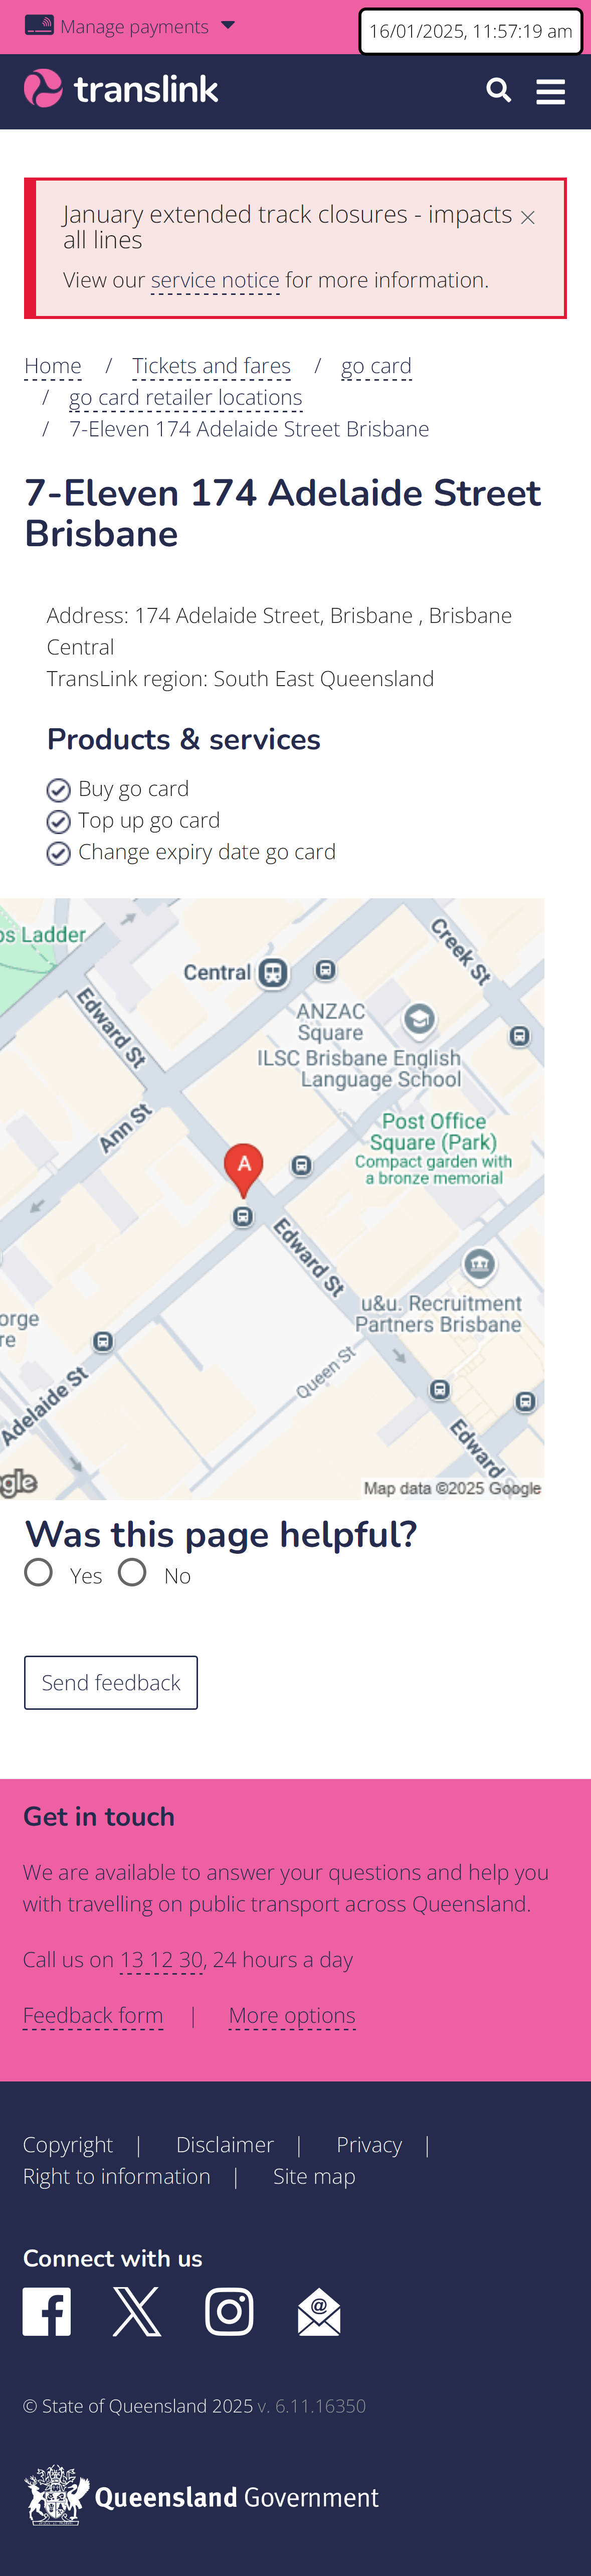 Manage payments
16/01/2025, 11:57:19 am
translink
January extended track closures - impacts
all lines
View our service notice for more information.
Home / Tickets and fares / go card
/ go card retailer locations
/ 7-Eleven 174 Adelaide Street Brisbane
7-Eleven 174 Adelaide Street
Brisbane
Address: 174 Adelaide Street, Brisbane , Brisbane
Central
TransLink region: South East Queensland
Products & services
Buy go card
Top up go card
Change expiry date go card
Creek St
Ladder
Central
Edward St
ANZAC
Square
ILSC Brisbane English
Language School
Ann St
Post Office
Square (Park)
Compact garden with
a bronze memorial
A
Edward St
u&u. Recruitment
Partners Brisbane
Queen St
Adelaide St
Edward
Map data ©2025 Google
Was this page helpful?
Yes No
Send feedback
Get in touch
We are available to answer your questions and help you
with travelling on public transport across Queensland.
Call us on 13 12 30, 24 hours a day
Feedback form | More options
Copyright | Disclaimer | Privacy |
Right to information | Site map
Connect with us
@
© State of Queensland 2025 v. 6.11.16350
Queensland Government